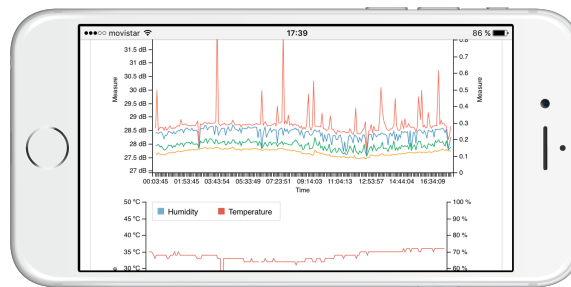 ●●●○○ movistar 17:39 86 %
31.5 dB
31 dB
30.5 dB
30 dB
29.5 dB
29 dB
28.5 dB
28 dB
27.5 dB
27 dB
Measure
0.8
0.7
0.6
0.5
0.4
0.3
0.2
0.1
0
Measure
00:03:45 01:53:45 03:43:54 05:33:49 07:23:51 09:14:03 11:04:13 12:53:57 14:44:04 16:34:09
Time
50 °C
45 °C
40 °C
35 °C
30 °C
Humidity Temperature
100 %
90 %
80 %
70 %
60 %